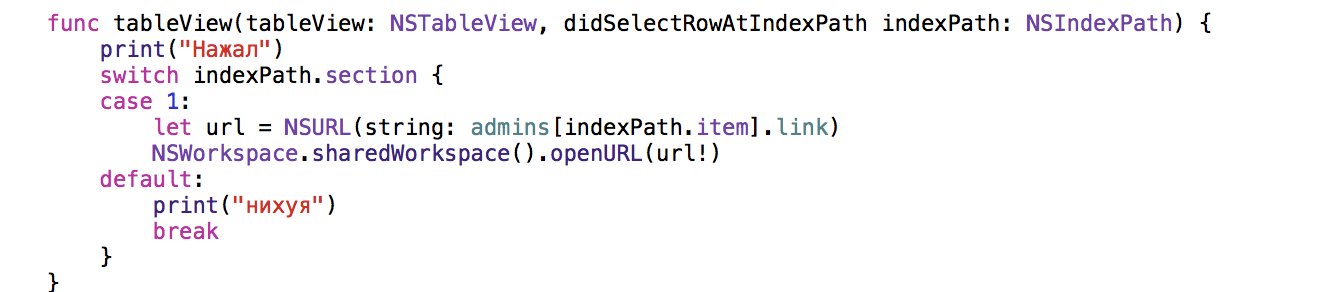 func tableView(tableView: NSTableView, didSelectRowAtIndexPath indexPath: NSIndexPath) {
    print("Нажал")
    switch indexPath.section {
    case 1:
        let url = NSURL(string: admins[indexPath.item].link)
        NSWorkspace.sharedWorkspace().openURL(url!)
    default:
        print("нихуя")
        break
    }
}